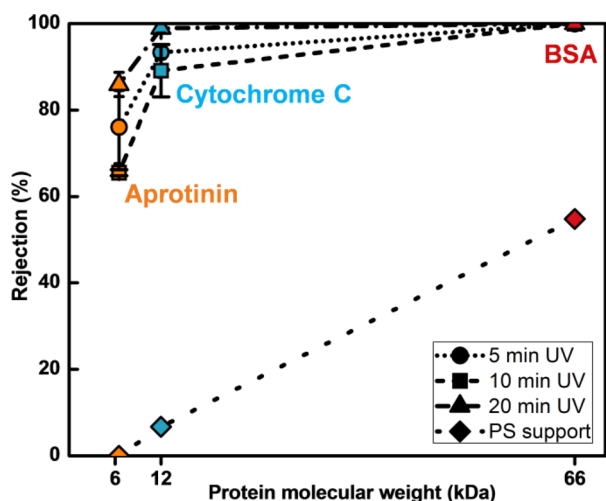 100
80
60
40
20
0
Rejection (%)
BSA
Cytochrome C
Aprotinin
5 min UV
10 min UV
20 min UV
PS support
6
12
66
Protein molecular weight (kDa)